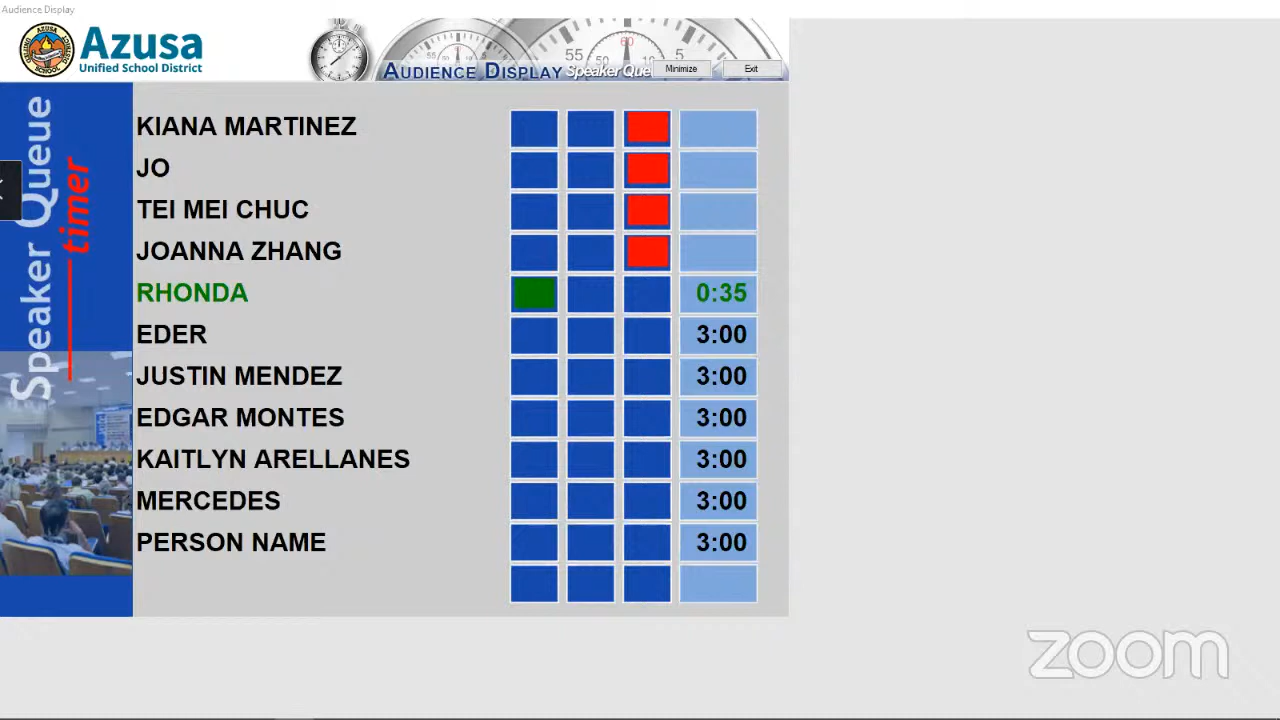 Audience Display
Azusa
Unified School District
AUDIENCE DISPLAY Speaker Que
Minimize
Exit
55
60
5
Speaker Queue
timer
KIANA MARTINEZ
JO
TEI MEI CHUC
JOANNA ZHANG
RHONDA 0:35
EDER 3:00
JUSTIN MENDEZ 3:00
EDGAR MONTES 3:00
KAITLYN ARELLANES 3:00
MERCEDES 3:00
PERSON NAME 3:00
zoom